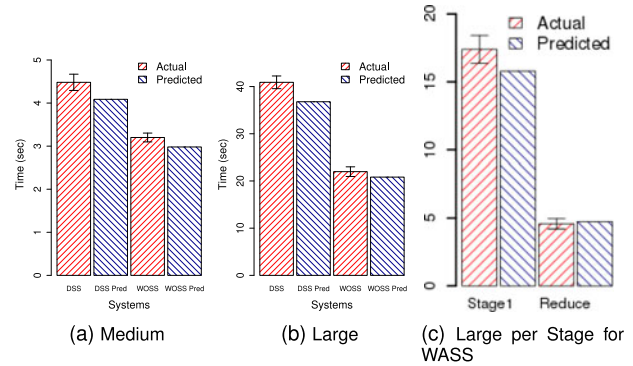 Actual
Predicted
Time (sec)
0
1
2
3
4
5
DSS
DSS Pred
WOSS
WOSS Pred
Systems
(a) Medium
Actual
Predicted
Time (sec)
0
20
40
DSS
DSS Pred
WOSS
WOSS Pred
Systems
(b) Large
Actual
Predicted
0
5
10
15
20
Stage1
Reduce
(c) Large per Stage for
WASS